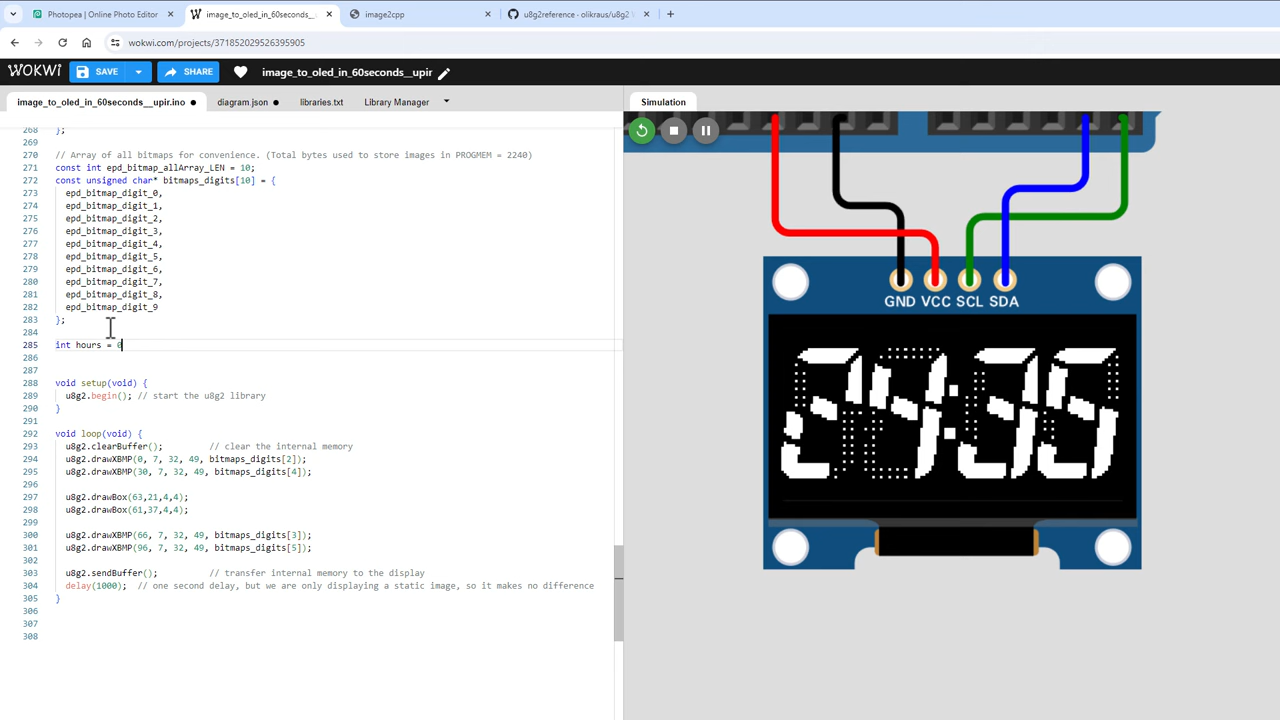 Photopea | Online Photo Editor
image_to_oled_in_60seconds_
image2cpp
u8g2reference · olikraus/u8g2
wokwi.com/projects/371852029526395905
WOKWI
SAVE
SHARE
image_to_oled_in_60seconds__upir
image_to_oled_in_60seconds__upir.ino
diagram.json
libraries.txt
Library Manager
Simulation
268 };
269
270 // Array of all bitmaps for convenience. (Total bytes used to store images in PROGMEM = 2240)
271 const int epd_bitmap_allArray_LEN = 10;
272 const unsigned char* bitmaps_digits[10] = {
273 epd_bitmap_digit_0,
274 epd_bitmap_digit_1,
275 epd_bitmap_digit_2,
276 epd_bitmap_digit_3,
277 epd_bitmap_digit_4,
278 epd_bitmap_digit_5,
279 epd_bitmap_digit_6,
280 epd_bitmap_digit_7,
281 epd_bitmap_digit_8,
282 epd_bitmap_digit_9
283 };
284
285 int hours = 0
286
287
288 void setup(void) {
289 u8g2.begin(); // start the u8g2 library
290 }
291
292 void loop(void) {
293 u8g2.clearBuffer(); // clear the internal memory
294 u8g2.drawXBMP(0, 7, 32, 49, bitmaps_digits[2]);
295 u8g2.drawXBMP(30, 7, 32, 49, bitmaps_digits[4]);
296
297 u8g2.drawBox(63,21,4,4);
298 u8g2.drawBox(61,37,4,4);
299
300 u8g2.drawXBMP(66, 7, 32, 49, bitmaps_digits[3]);
301 u8g2.drawXBMP(96, 7, 32, 49, bitmaps_digits[5]);
302
303 u8g2.sendBuffer(); // transfer internal memory to the display
304 delay(1000); // one second delay, but we are only displaying a static image, so it makes no difference
305 }
306
307
308
GND VCC SCL SDA
24:35